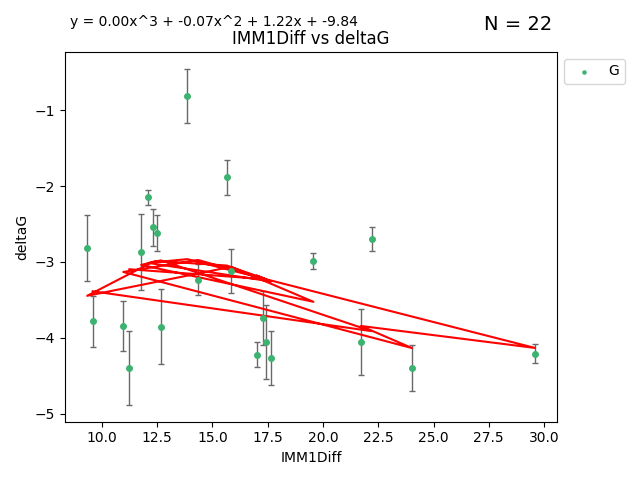 y = 0.00x^3 + -0.07x^2 + 1.22x + -9.84
N = 22
IMM1Diff vs deltaG
G
deltaG
−1
−2
−3
−4
−5
10.0 12.5 15.0 17.5 20.0 22.5 25.0 27.5 30.0
IMM1Diff